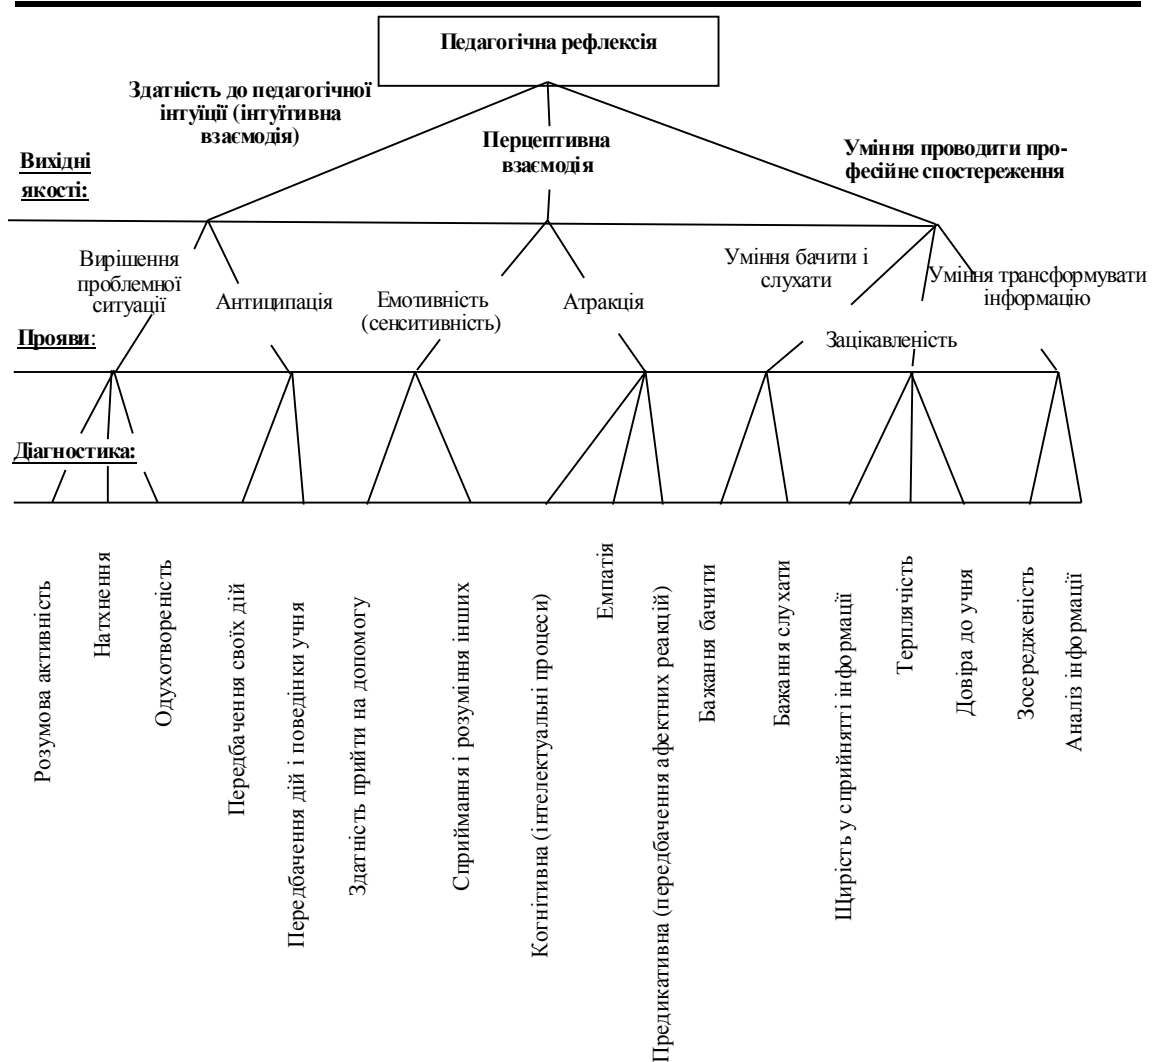 Педагогічна рефлексія
Здатність до педагогічної
інтуїції (інтуїтивна
взаємодія)
Перцептивна
взаємодія
Уміння проводити про-
фесійне спостереження
Вихідні
якості:
Вирішення
проблемної
ситуації
Антиципація
Емотивність
(сенситивність)
Атракція
Уміння бачити і
слухати
Зацікавленість
Уміння трансформувати
інформацію
Прояви:
Діагностика:
Розумова активність
Натхнення
Одухотвореність
Передбачення своїх дій
Передбачення дій і поведінки учня
Здатність прийти на допомогу
Сприймання і розуміння інших
Когнітивна (інтелектуальні процеси)
Емпатія
Предикативна (передбачення афектних реакцій)
Бажання бачити
Бажання слухати
Щирість у сприйнятті інформації
Терплячість
Довіра до учня
Зосередженість
Аналіз інформації